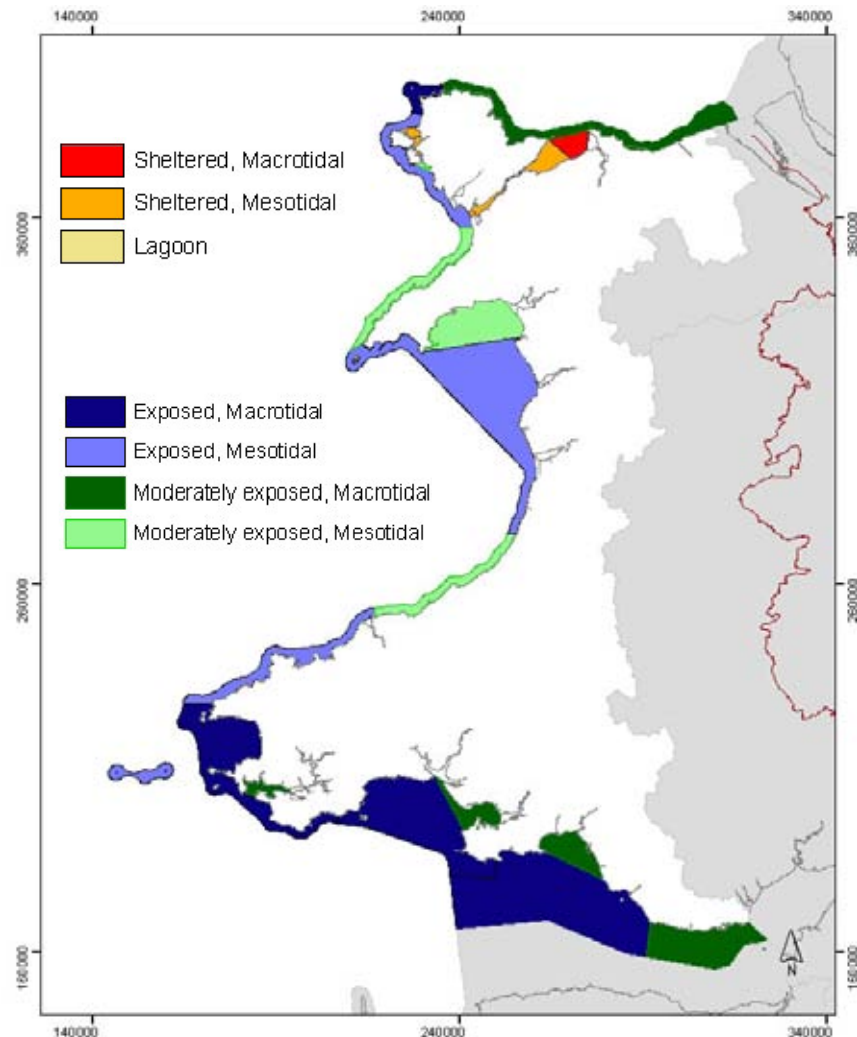 140000 240000 340000
Sheltered, Macrotidal
Sheltered, Mesotidal
Lagoon
360000 360000
Exposed, Macrotidal
Exposed, Mesotidal
Moderately exposed, Macrotidal
Moderately exposed, Mesotidal
260000 260000
160000 160000
N
140000 240000 340000